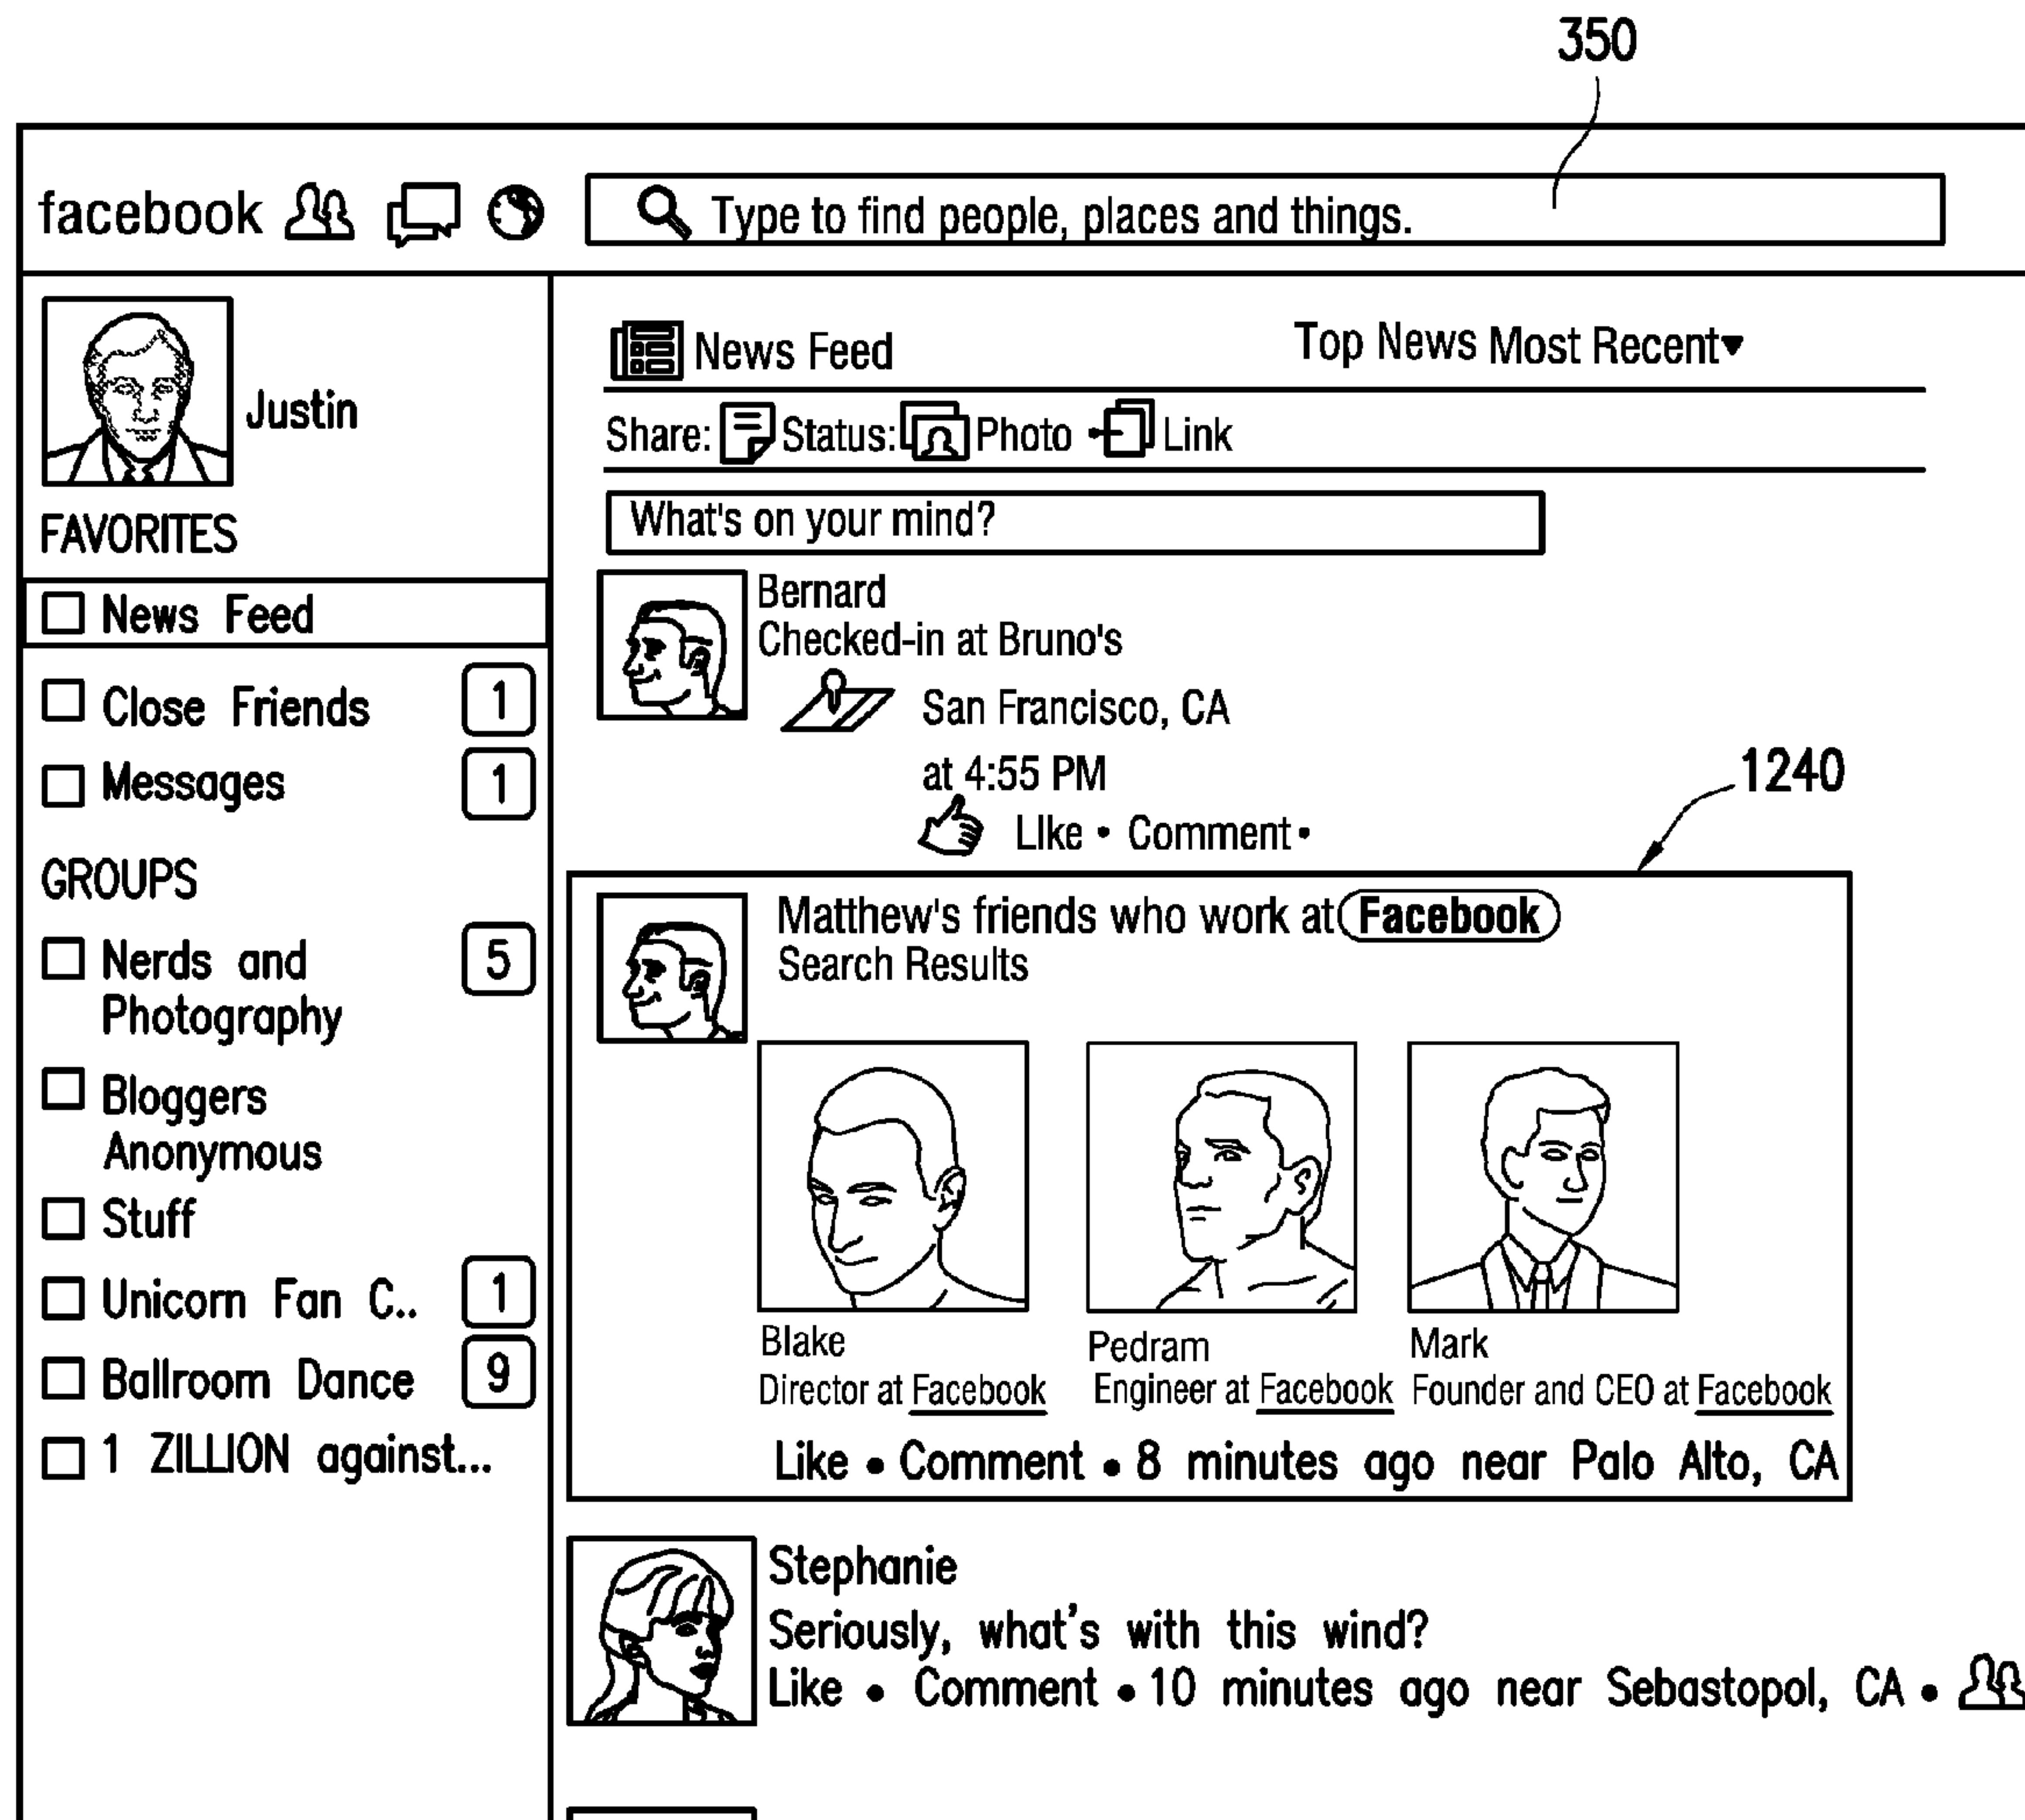 350
facebook
Type to find people, places and things.
Justin
FAVORITES
News Feed
Close Friends 1
Messages 1
GROUPS
Nerds and 5
Photography
Bloggers
Anonymous
Stuff
Unicorn Fan C.. 1
Ballroom Dance 9
1 ZILLION against...
News Feed Top News Most Recent▾
Share: Status: Photo Link
What's on your mind?
Bernard
Checked-in at Bruno's
San Francisco, CA
at 4:55 PM
LIke • Comment •
1240
Matthew's friends who work at Facebook
Search Results
Blake Pedram Mark
Director at Facebook Engineer at Facebook Founder and CEO at Facebook
Like • Comment • 8 minutes ago near Palo Alto, CA
Stephanie
Seriously, what's with this wind?
Like • Comment • 10 minutes ago near Sebastopol, CA •